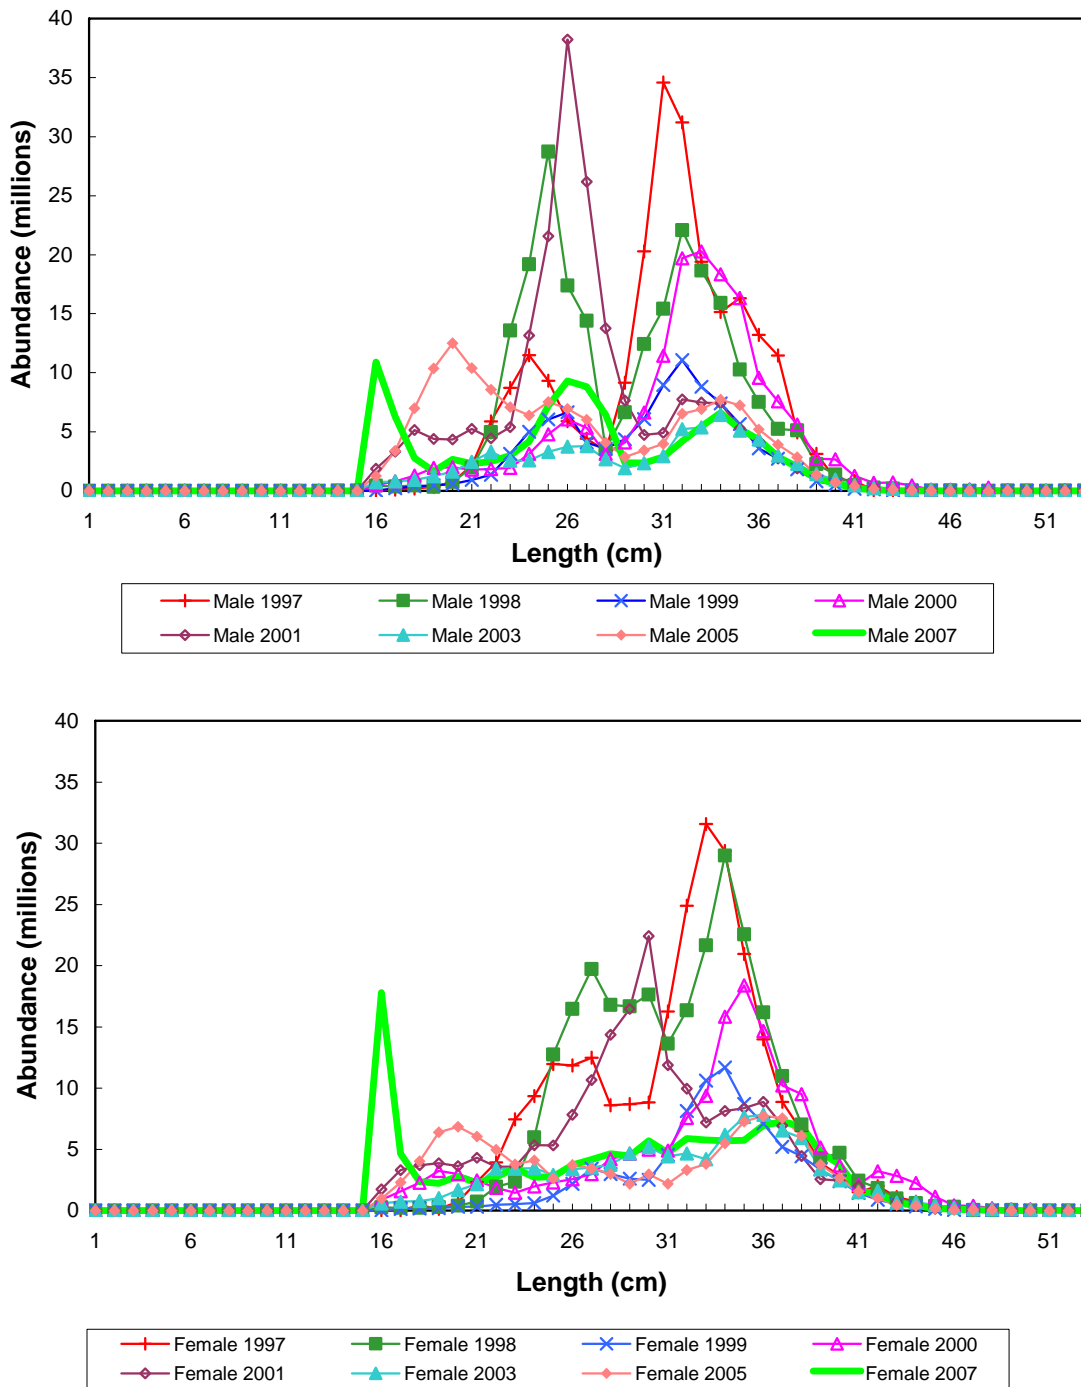 40
35
30
25
20
15
10
5
0
Abundance (millions)
1 6 11 16 21 26 31 36 41 46 51
Length (cm)
Male 1997 Male 1998 Male 1999 Male 2000
Male 2001 Male 2003 Male 2005 Male 2007
40
35
30
25
20
15
10
5
0
Abundance (millions)
1 6 11 16 21 26 31 36 41 46 51
Length (cm)
Female 1997 Female 1998 Female 1999 Female 2000
Female 2001 Female 2003 Female 2005 Female 2007